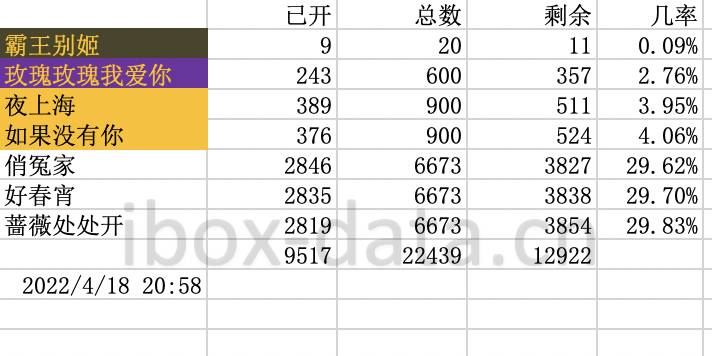 已开 总数 剩余 几率
霸王别姬 9 20 11 0.09%
玫瑰玫瑰我爱你 243 600 357 2.76%
夜上海 389 900 511 3.95%
如果没有你 376 900 524 4.06%
俏冤家 2846 6673 3827 29.62%
好春宵 2835 6673 3838 29.70%
蔷薇处处开 2819 6673 3854 29.83%
9517 22439 12922
2022/4/18 20:58
ibox-data.cn